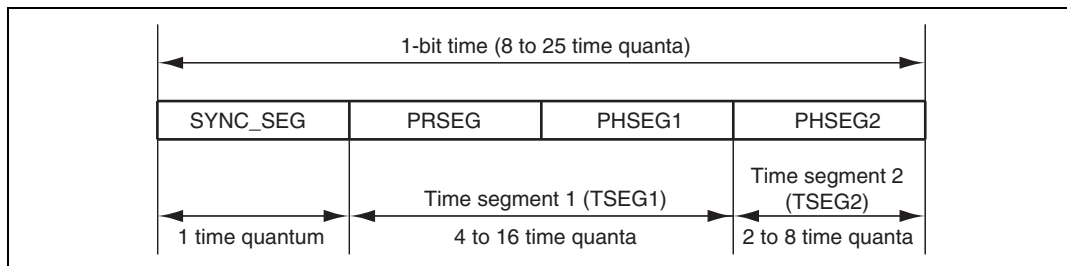 1-bit time (8 to 25 time quanta)
SYNC_SEG PRSEG PHSEG1 PHSEG2
Time segment 1 (TSEG1)
Time segment 2
(TSEG2)
1 time quantum 4 to 16 time quanta 2 to 8 time quanta